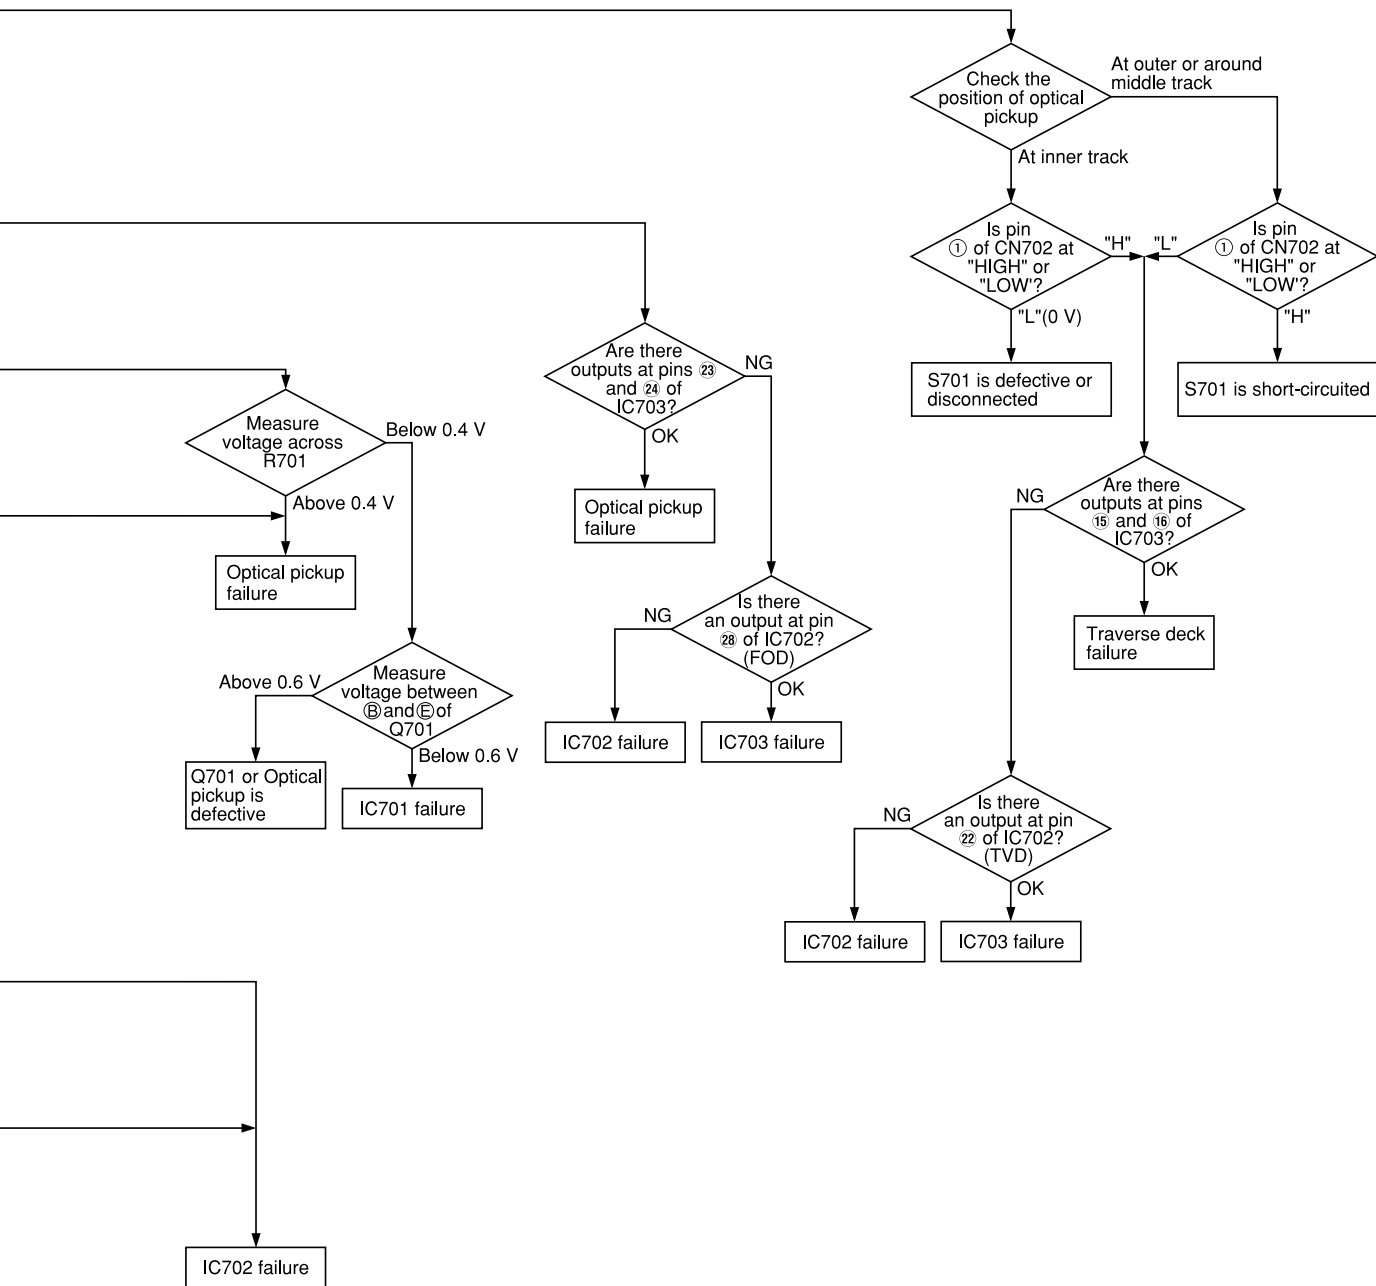 Check the
position of optical
pickup
At outer or around
middle track
At inner track
Is pin
① of CN702 at
"HIGH" or
"LOW'?
"H"
"L"
Is pin
① of CN702 at
"HIGH" or
"LOW'?
"L"(0 V)
"H"
S701 is defective or
disconnected
S701 is short-circuited
Are there
outputs at pins ㉓
and ㉔ of
IC703?
NG
OK
Optical pickup
failure
Measure
voltage across
R701
Below 0.4 V
Above 0.4 V
Optical pickup
failure
Are there
outputs at pins
⑮ and ⑯ of
IC703?
NG
OK
Traverse deck
failure
Is there
an output at pin
㉘ of IC702?
(FOD)
NG
OK
IC702 failure
IC703 failure
Measure
voltage between
Ⓑand Ⓔof
Q701
Above 0.6 V
Below 0.6 V
Q701 or Optical
pickup is
defective
IC701 failure
Is there
an output at pin
㉒ of IC702?
(TVD)
NG
OK
IC702 failure
IC703 failure
IC702 failure